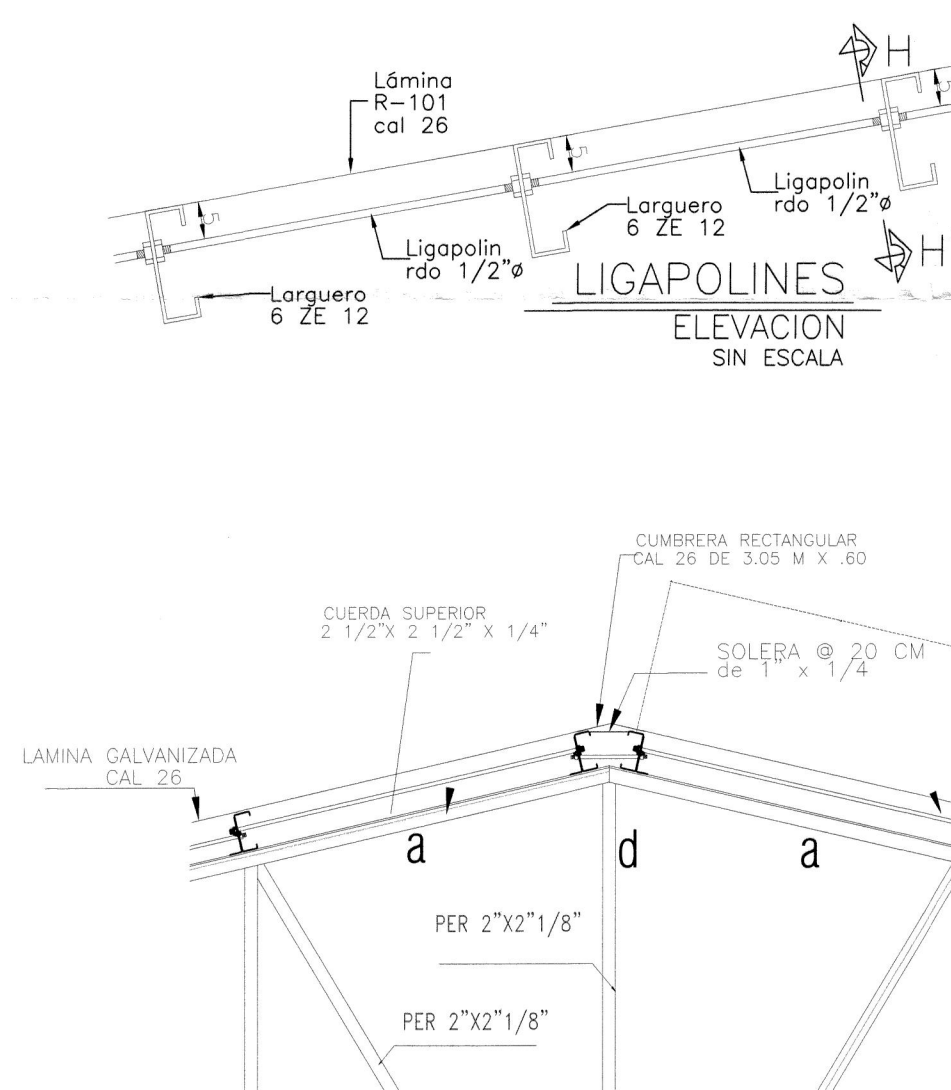 H
Lámina
R-101
cal 26
5
5
5
Ligapolin
rdo 1/2"ø
Larguero
6 ZE 12
Ligapolin
rdo 1/2"ø
H
Larguero
6 ZE 12
LIGAPOLINES
ELEVACION
SIN ESCALA
CUMBRERA RECTANGULAR
CAL 26 DE 3.05 M X .60
CUERDA SUPERIOR
2 1/2"X 2 1/2" X 1/4"
SOLERA @ 20 CM
de 1" x 1/4
LAMINA GALVANIZADA
CAL 26
a
d
a
PER 2"X2"1/8"
PER 2"X2"1/8"